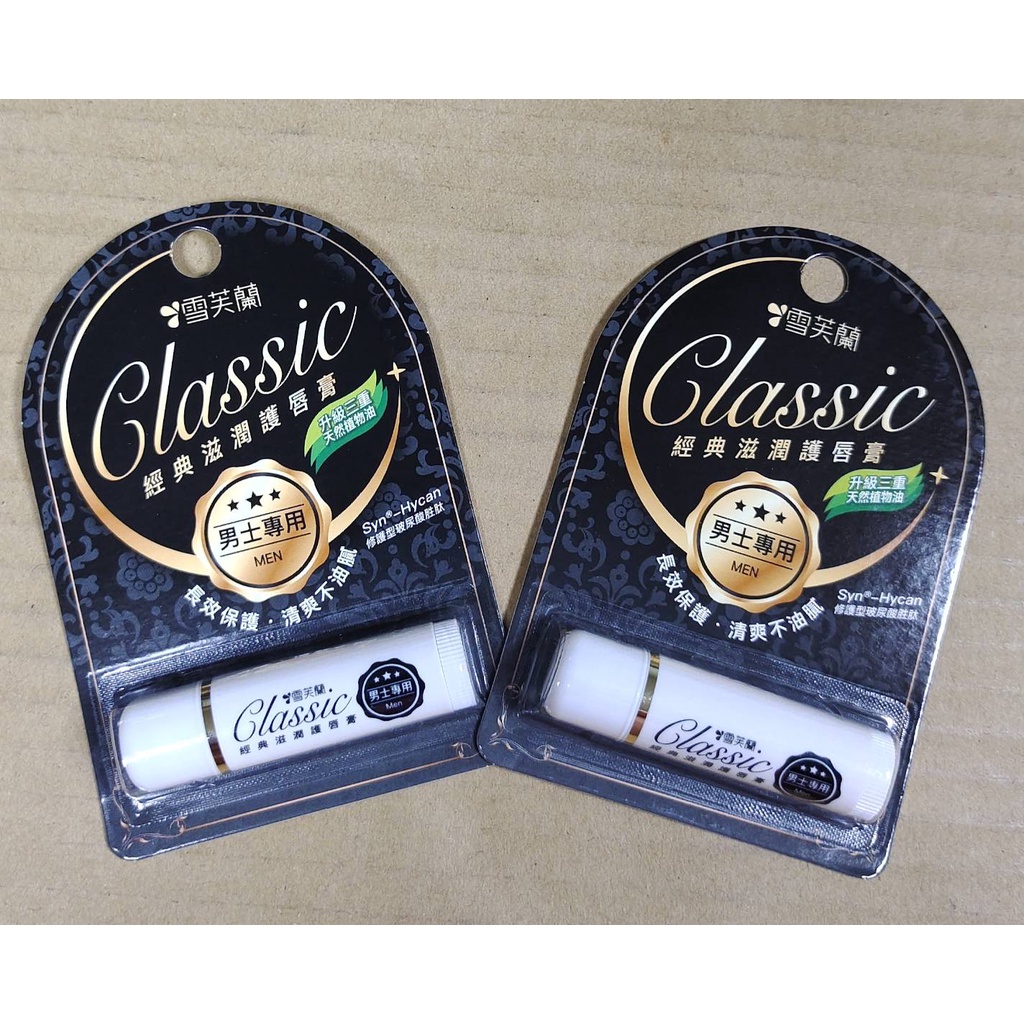 雪芙蘭
Classic
經典滋潤護唇膏
升級三重
天然植物油
男士專用
MEN
Syn®-Hycan
修護型玻尿酸胜肽
長效保護·清爽不油膩
雪芙蘭
Classic
經典滋潤護唇膏
男士專用
Men
雪芙蘭
Classic
經典滋潤護唇膏
升級三重
天然植物油
男士專用
MEN
Syn®-Hycan
修護型玻尿酸胜肽
長效保護·清爽不油膩
雪芙蘭
Classic
經典滋潤護唇膏
男士專用
Men